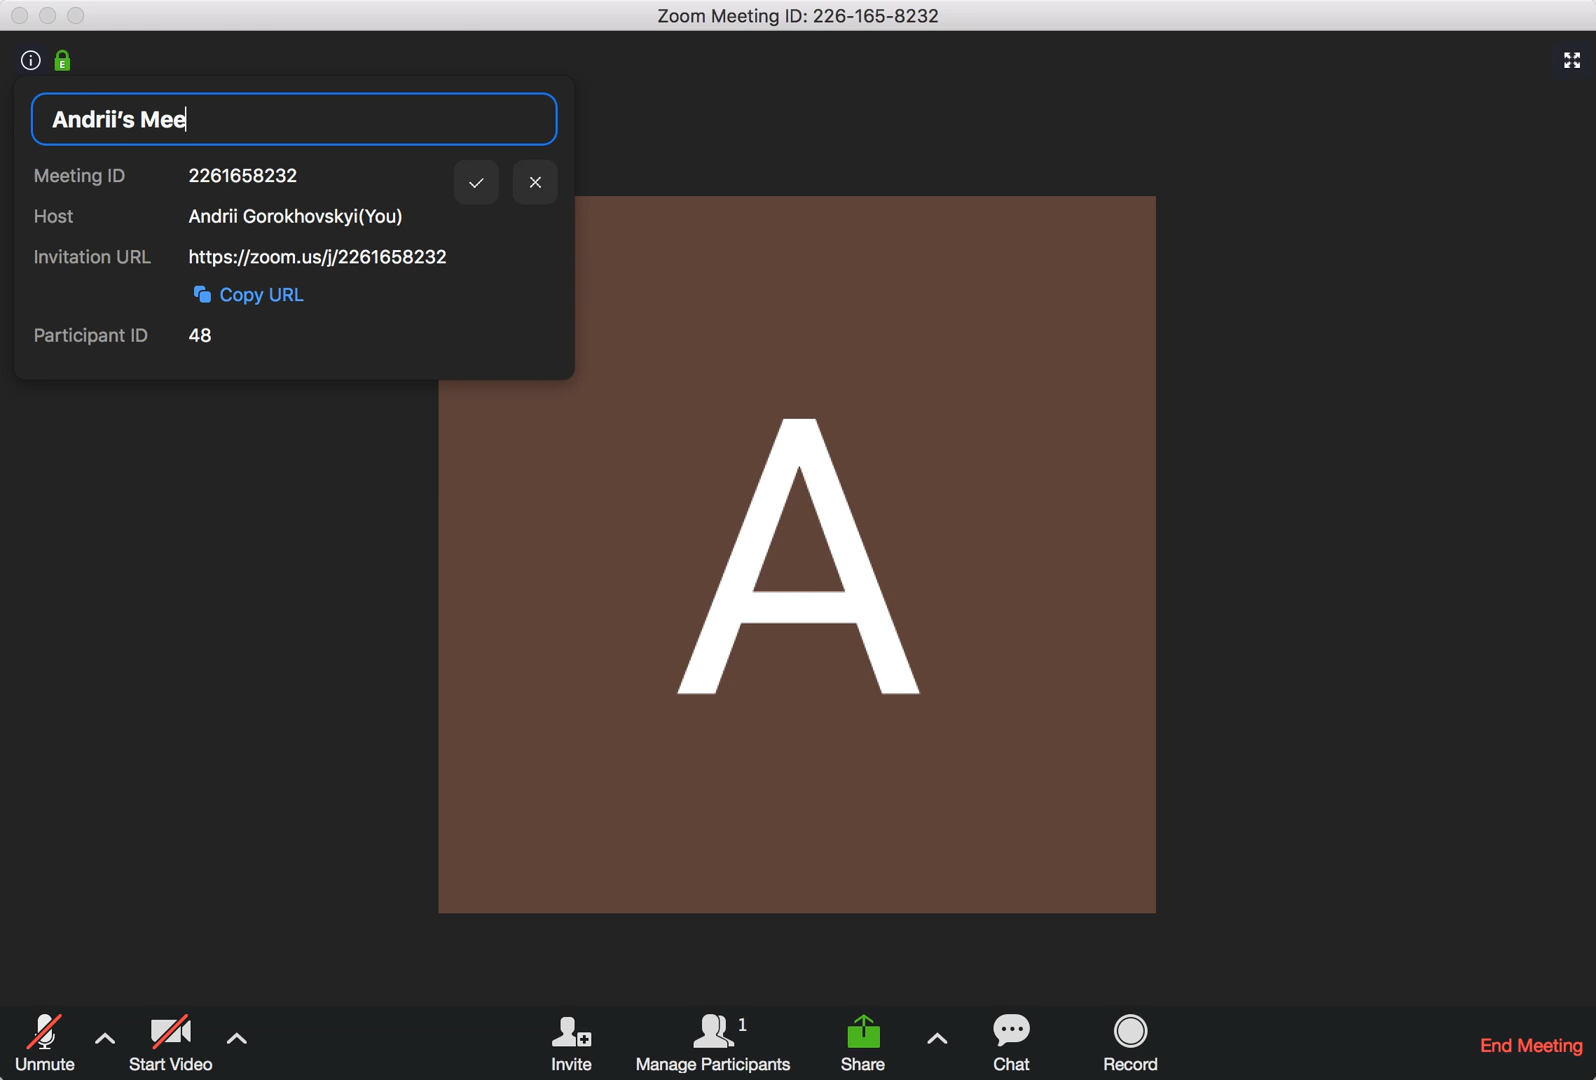 Zoom Meeting ID: 226-165-8232
E
Andrii’s Mee
Meeting ID 2261658232
Host Andrii Gorokhovskyi(You)
Invitation URL https://zoom.us/j/2261658232
Copy URL
Participant ID 48
A
1
Unmute Start Video Invite Manage Participants Share Chat Record End Meeting